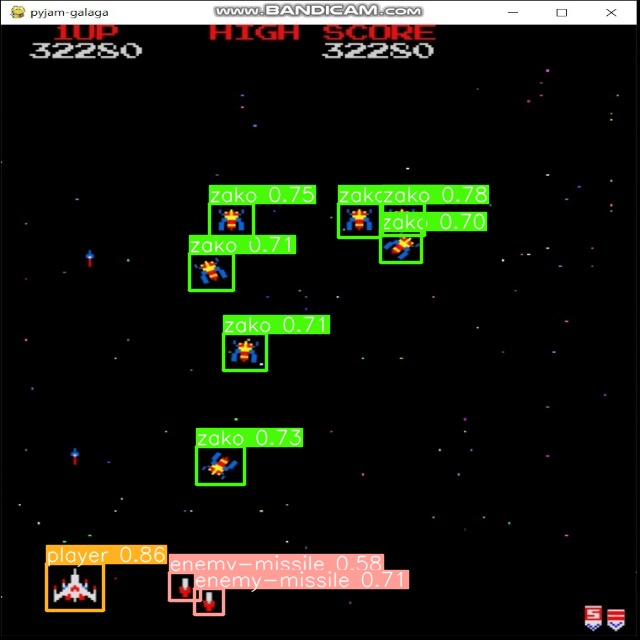 pyjam-galaga
www.BANDICAM.com
1UP HIGH SCORE
32280 32280
zako 0.75
zako 0.78
zako 0.70
zako 0.71
zako 0.71
zako 0.73
player 0.86
enemy-missile 0.58
enemy-missile 0.71
5